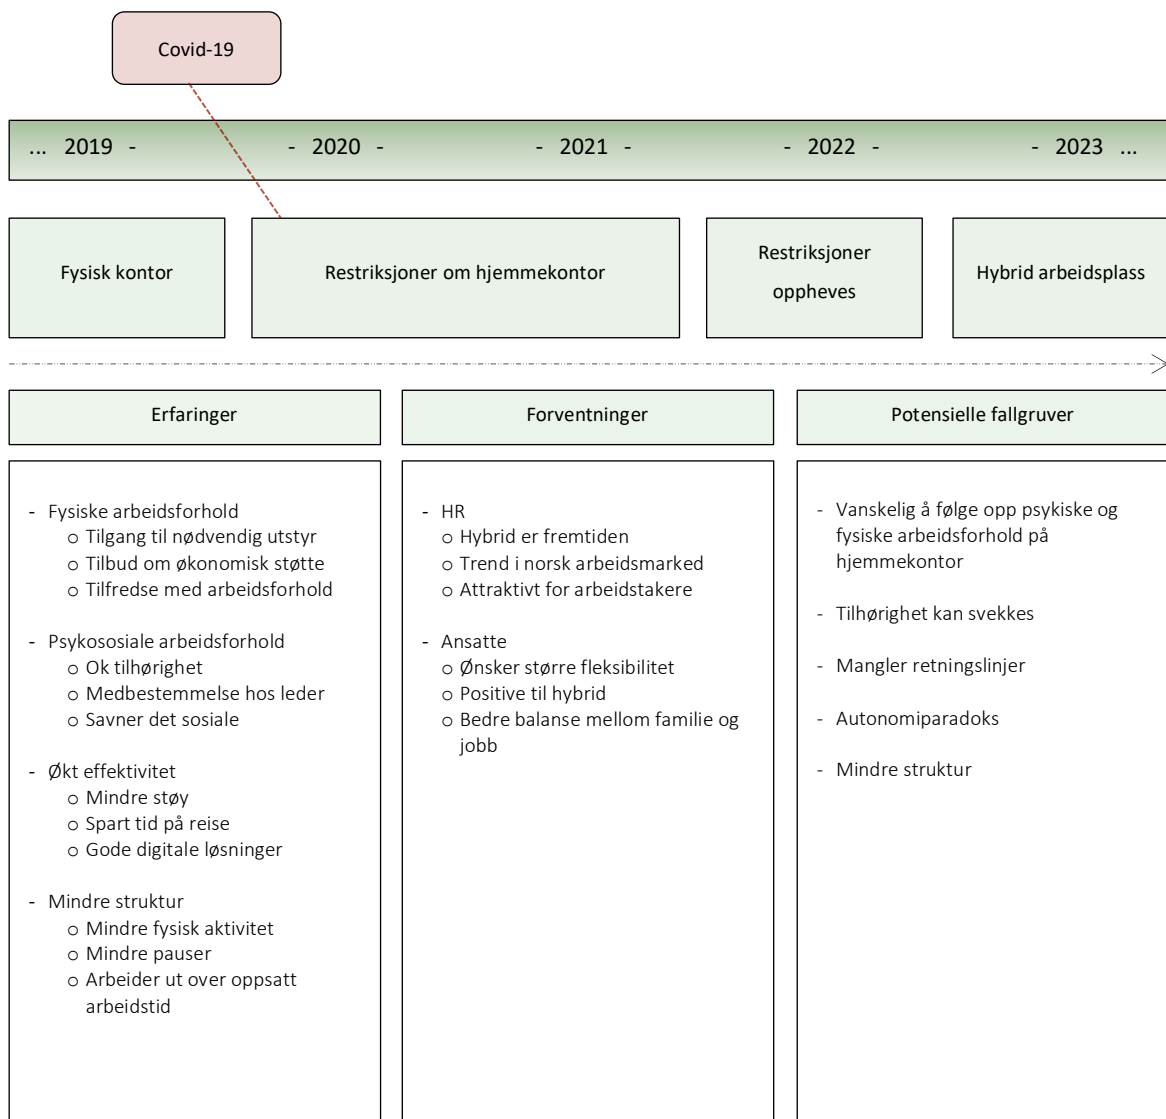 Covid-19
... 2019 - - 2020 - - 2021 - - 2022 - - 2023 ...
Fysisk kontor
Restriksjoner om hjemmekontor
Restriksjoner
oppheves
Hybrid arbeidsplass
Erfaringer
- Fysiske arbeidsforhold
o Tilgang til nødvendig utstyr
o Tilbud om økonomisk støtte
o Tilfredse med arbeidsforhold
- Psykososiale arbeidsforhold
o Ok tilhørighet
o Medbestemmelse hos leder
o Savner det sosiale
- Økt effektivitet
o Mindre støy
o Spart tid på reise
o Gode digitale løsninger
- Mindre struktur
o Mindre fysisk aktivitet
o Mindre pauser
o Arbeider ut over oppsatt
arbeidstid
Forventninger
- HR
o Hybrid er fremtiden
o Trend i norsk arbeidsmarked
o Attraktivt for arbeidstakere
- Ansatte
o Ønsker større fleksibilitet
o Positive til hybrid
o Bedre balanse mellom familie og
jobb
Potensielle fallgruver
- Vanskelig å følge opp psykiske og
fysiske arbeidsforhold på
hjemmekontor
- Tilhørighet kan svekkes
- Mangler retningslinjer
- Autonomiparadoks
- Mindre struktur